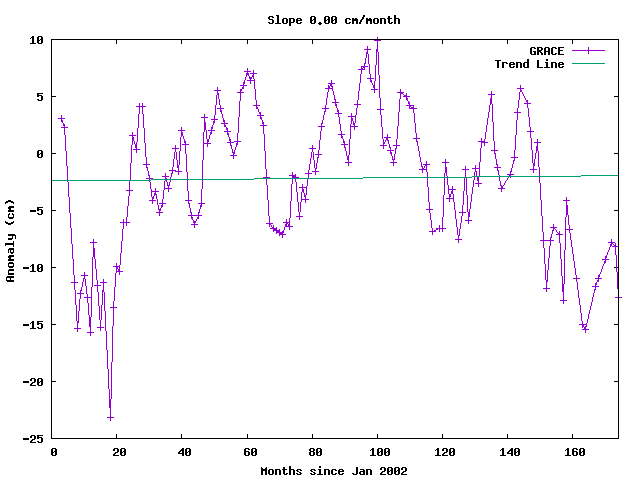 Slope 0.00 cm/month
GRACE
Trend Line
10
5
0
-5
-10
-15
-20
-25
Anomaly (cm)
0 20 40 60 80 100 120 140 160
Months since Jan 2002